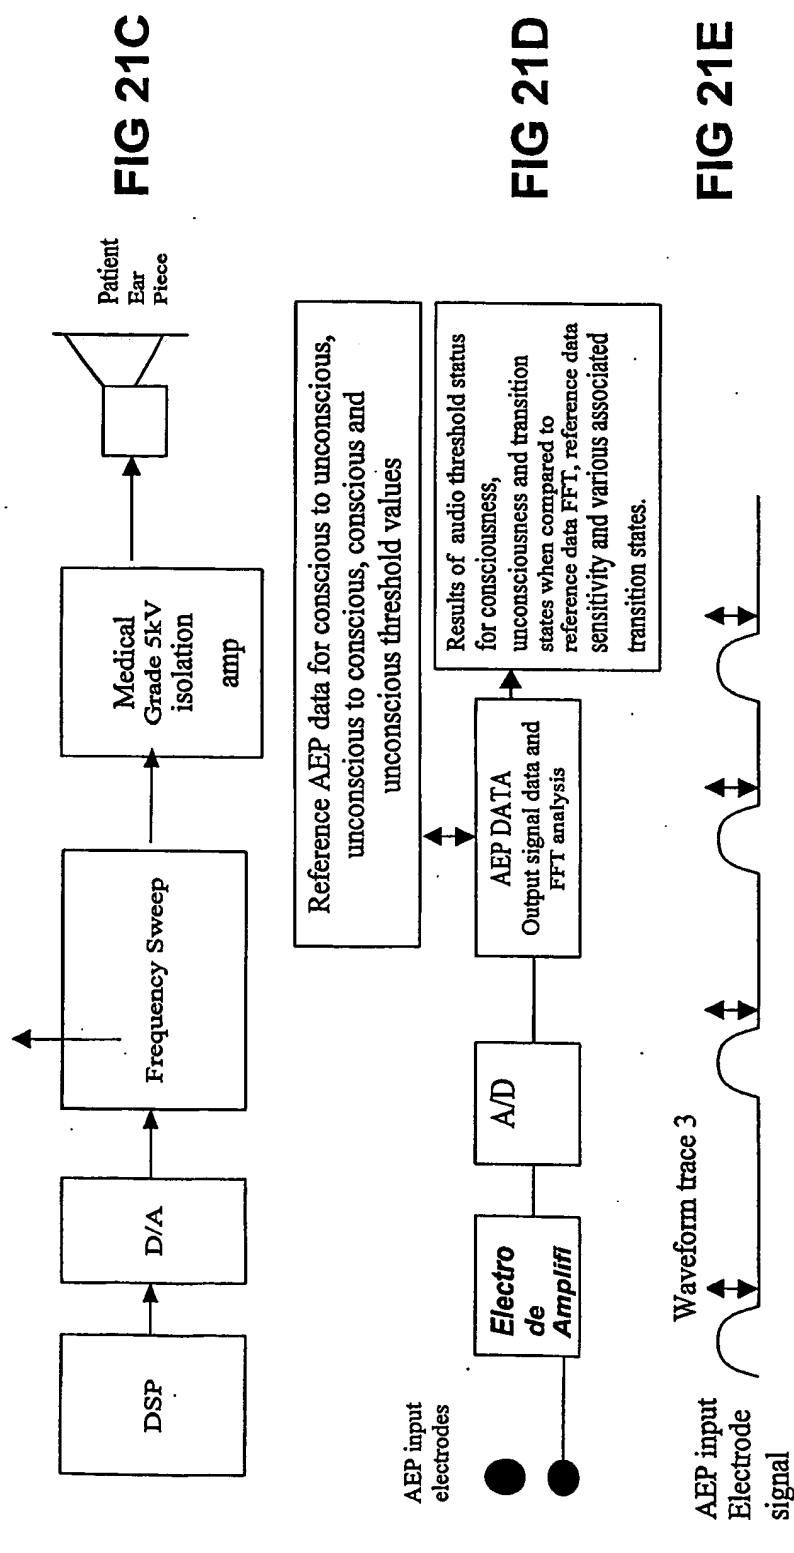 DSP
D/A
Frequency Sweep
Medical
Grade 5kV
isolation
amp
Patient
Ear
Piece
FIG 21C
Reference AEP data for conscious to unconscious,
unconscious to conscious, conscious and
unconscious threshold values
AEP input
electrodes
Electro
de
Amplifi
A/D
AEP DATA
Output signal data and
FFT analysis
Results of audio threshold status
for consciousness,
unconsciousness and transition
states when compared to
reference data FFT, reference data
sensitivity and various associated
transition states.
FIG 21D
AEP input
Electrode
signal
Waveform trace 3
FIG 21E